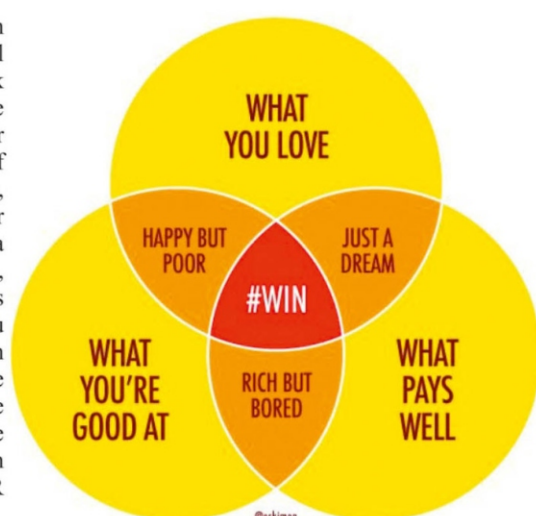 WHAT
YOU LOVE
HAPPY BUT
POOR
JUST A
DREAM
#WIN
WHAT
YOU'RE
GOOD AT
RICH BUT
BORED
WHAT
PAYS
WELL